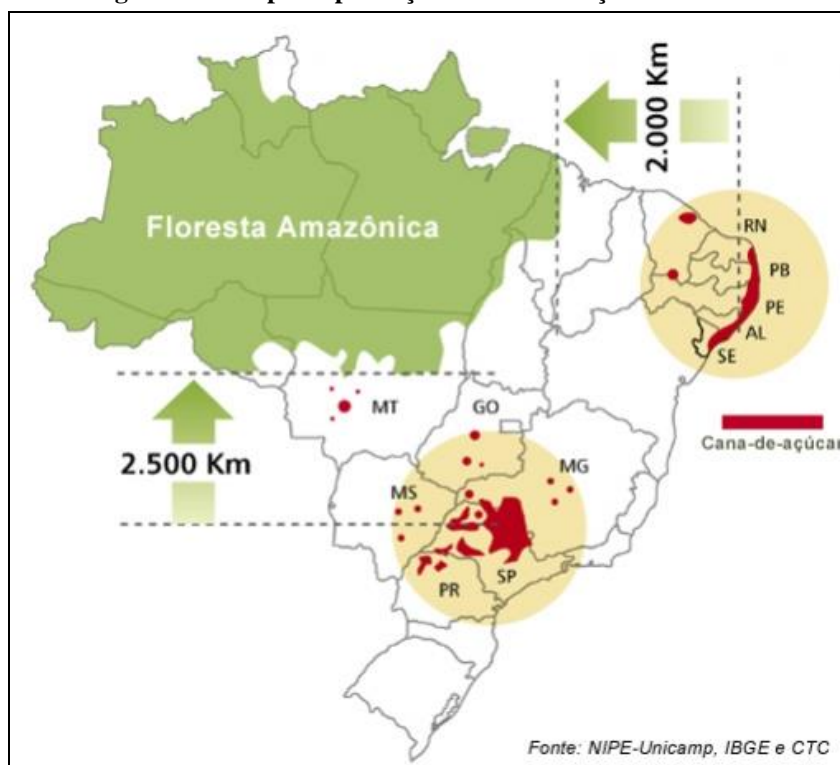 2.000 Km
Floresta Amazônica
RN
PB
PE
AL
SE
MT
GO
Cana-de-açúcar
2.500 Km
MG
MS
SP
PR
Fonte: NIPE-Unicamp, IBGE e CTC